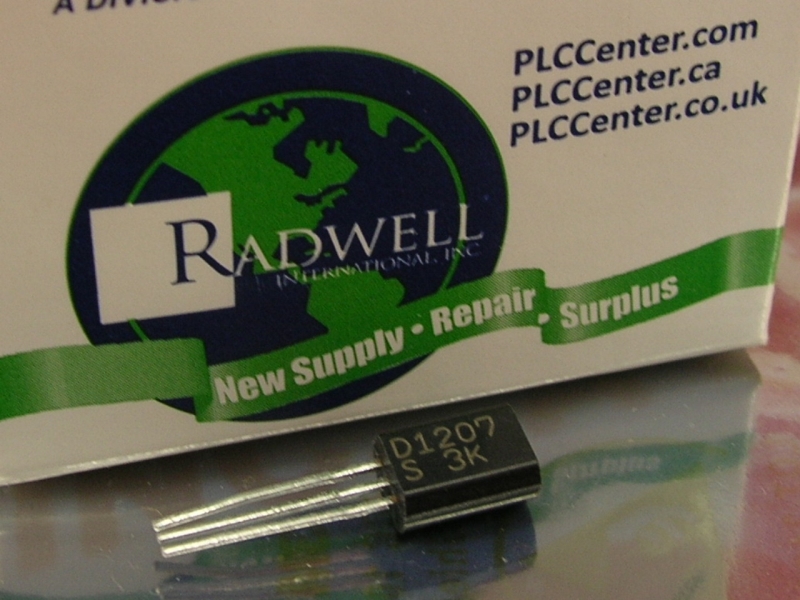 PLCCenter.com
PLCCenter.ca
PLCCenter.co.uk
RADWELL
INTERNATIONAL, INC
New Supply • Repair • Surplus
D1207
S 3K